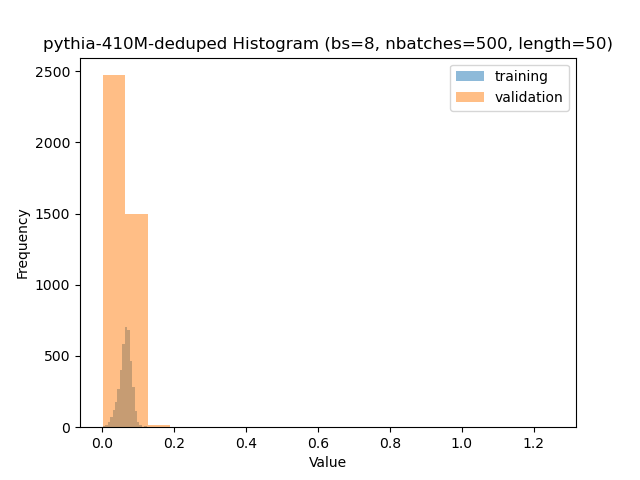 pythia-410M-deduped Histogram (bs=8, nbatches=500, length=50)
training
validation
2500
2000
1500
1000
500
0
Frequency
0.0 0.2 0.4 0.6 0.8 1.0 1.2
Value